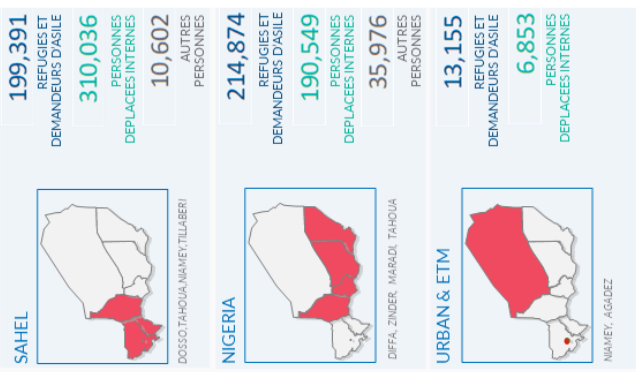 SAHEL
DOSSO,TAHOUA,NIAMEY,TILLABERI
199,391
REFUGIES ET
DEMANDEURS D'ASILE
310,036
PERSONNES
DEPLACEES INTERNES
10,602
AUTRES
PERSONNES
NIGERIA
DIFFA, ZINDER, MARADI, TAHOUA
214,874
REFUGIES ET
DEMANDEURS D'ASILE
190,549
PERSONNES
DEPLACEES INTERNES
35,976
AUTRES
PERSONNES
URBAN & ETM
NIAMEY, AGADEZ
13,155
REFUGIES ET
DEMANDEURS D'ASILE
6,853
PERSONNES
DEPLACEES INTERNES